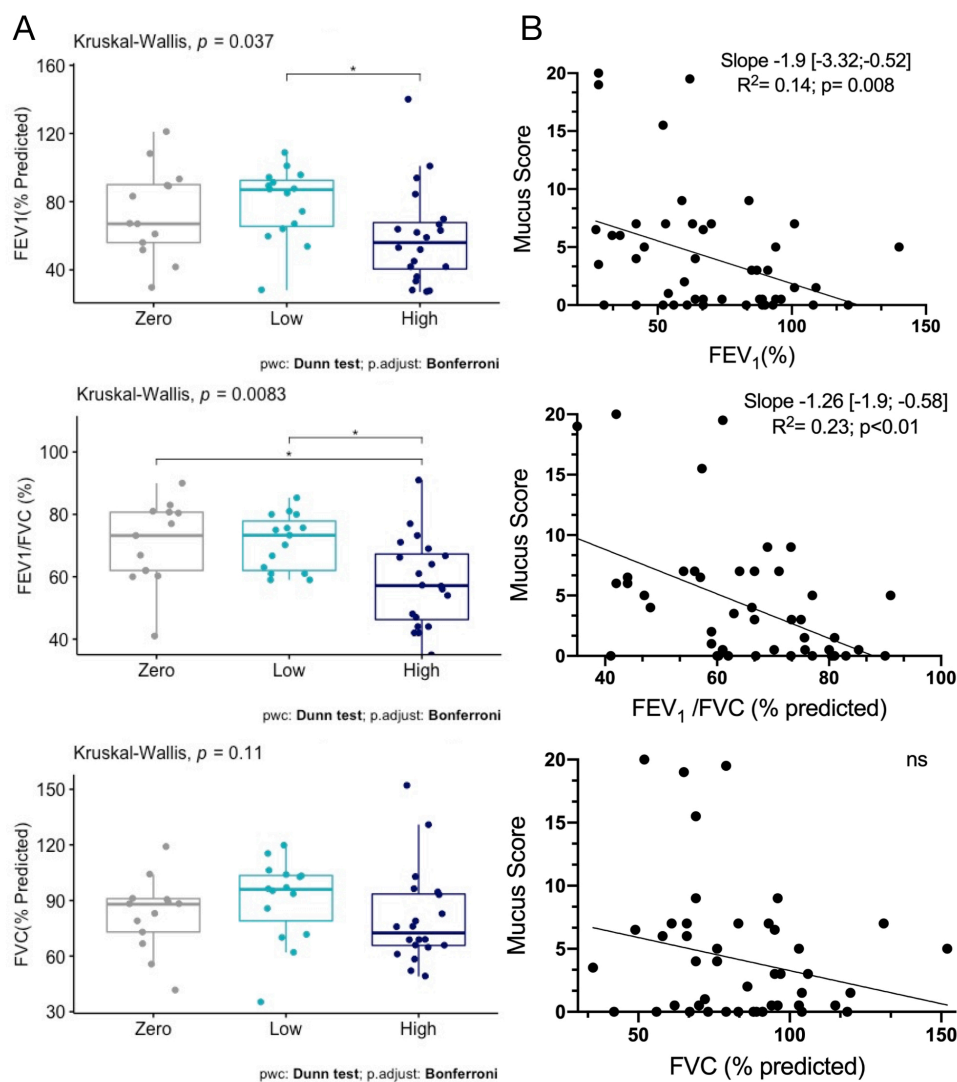 A
Kruskal-Wallis, p = 0.037
160
120
80
40
FEV1(% Predicted)
*
Zero Low High
pwc: Dunn test; p.adjust: Bonferroni
B
Slope -1.9 [-3.32;-0.52]
R²= 0.14; p= 0.008
20
15
10
5
0
Mucus Score
50 100 150
FEV₁(%)
Kruskal-Wallis, p = 0.0083
100
80
60
40
FEV1/FVC (%)
*
*
Zero Low High
pwc: Dunn test; p.adjust: Bonferroni
Slope -1.26 [-1.9; -0.58]
R²= 0.23; p<0.01
20
15
10
5
0
Mucus Score
40 60 80 100
FEV₁ /FVC (% predicted)
Kruskal-Wallis, p = 0.11
150
120
90
60
30
FVC(% Predicted)
Zero Low High
pwc: Dunn test; p.adjust: Bonferroni
ns
20
15
10
5
0
Mucus Score
50 100 150
FVC (% predicted)